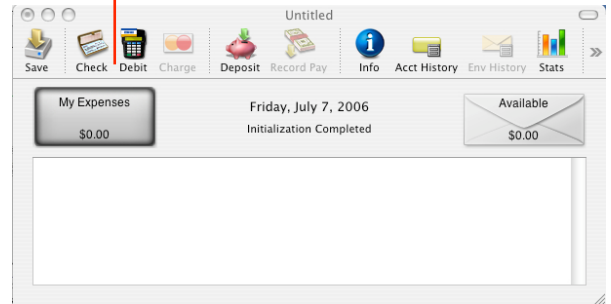 Untitled
Save Check Debit Charge Deposit Record Pay Info Acct History Env History Stats
My Expenses
$0.00
Friday, July 7, 2006
Initialization Completed
Available
$0.00